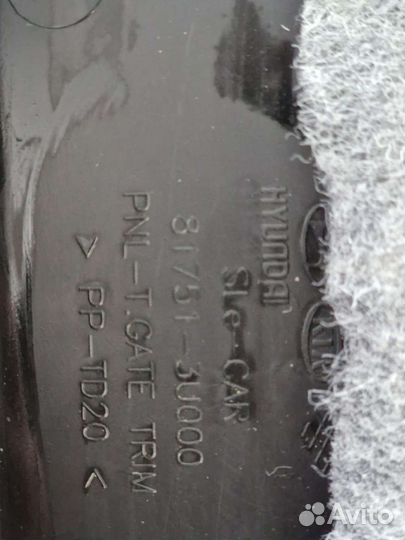 HYUNDAI
SLe-CAR
81751-3U000
PNL-T.GATE TRIM
> PP-TD20 <
Avito